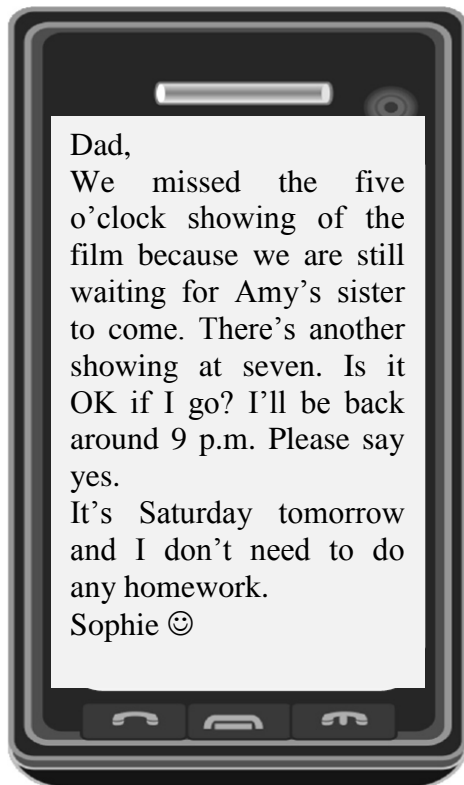 Dad,
We missed the five
o’clock showing of the
film because we are still
waiting for Amy’s sister
to come. There’s another
showing at seven. Is it
OK if I go? I’ll be back
around 9 p.m. Please say
yes.
It’s Saturday tomorrow
and I don’t need to do
any homework.
Sophie ☺